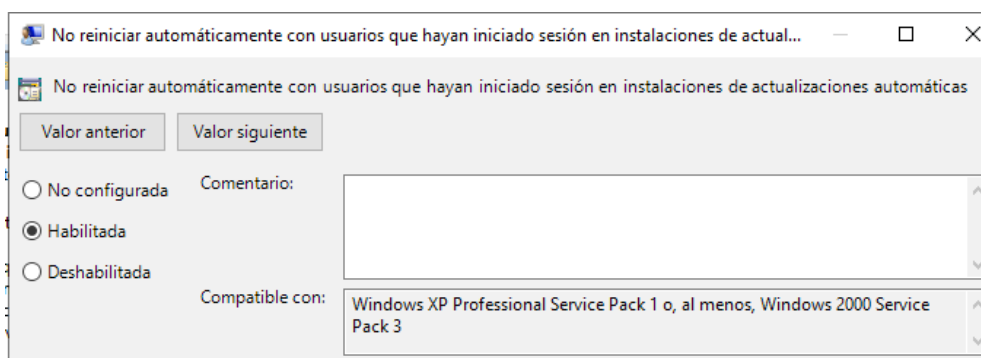 No reiniciar automáticamente con usuarios que hayan iniciado sesión en instalaciones de actual...
No reiniciar automáticamente con usuarios que hayan iniciado sesión en instalaciones de actualizaciones automáticas
Valor anterior
Valor siguiente
No configurada
Habilitada
Deshabilitada
Comentario:
Compatible con:
Windows XP Professional Service Pack 1 o, al menos, Windows 2000 Service
Pack 3